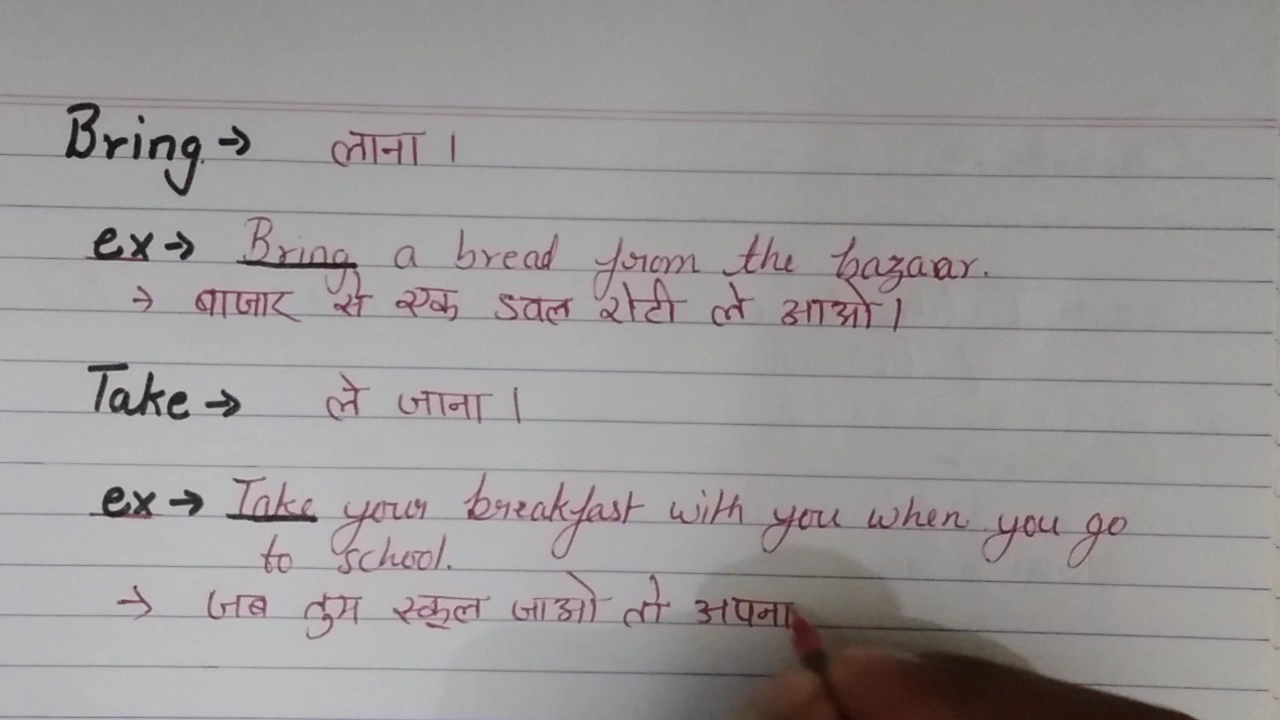 Bring → लाना ।
ex → Bring a bread from the bazaar.
→ बाजार से एक डवल रोटी ले आओ।
Take → ले जाना ।
ex → Take your breakfast with you when you go
to school.
→ जब तुम स्कूल जाओ तो अपना